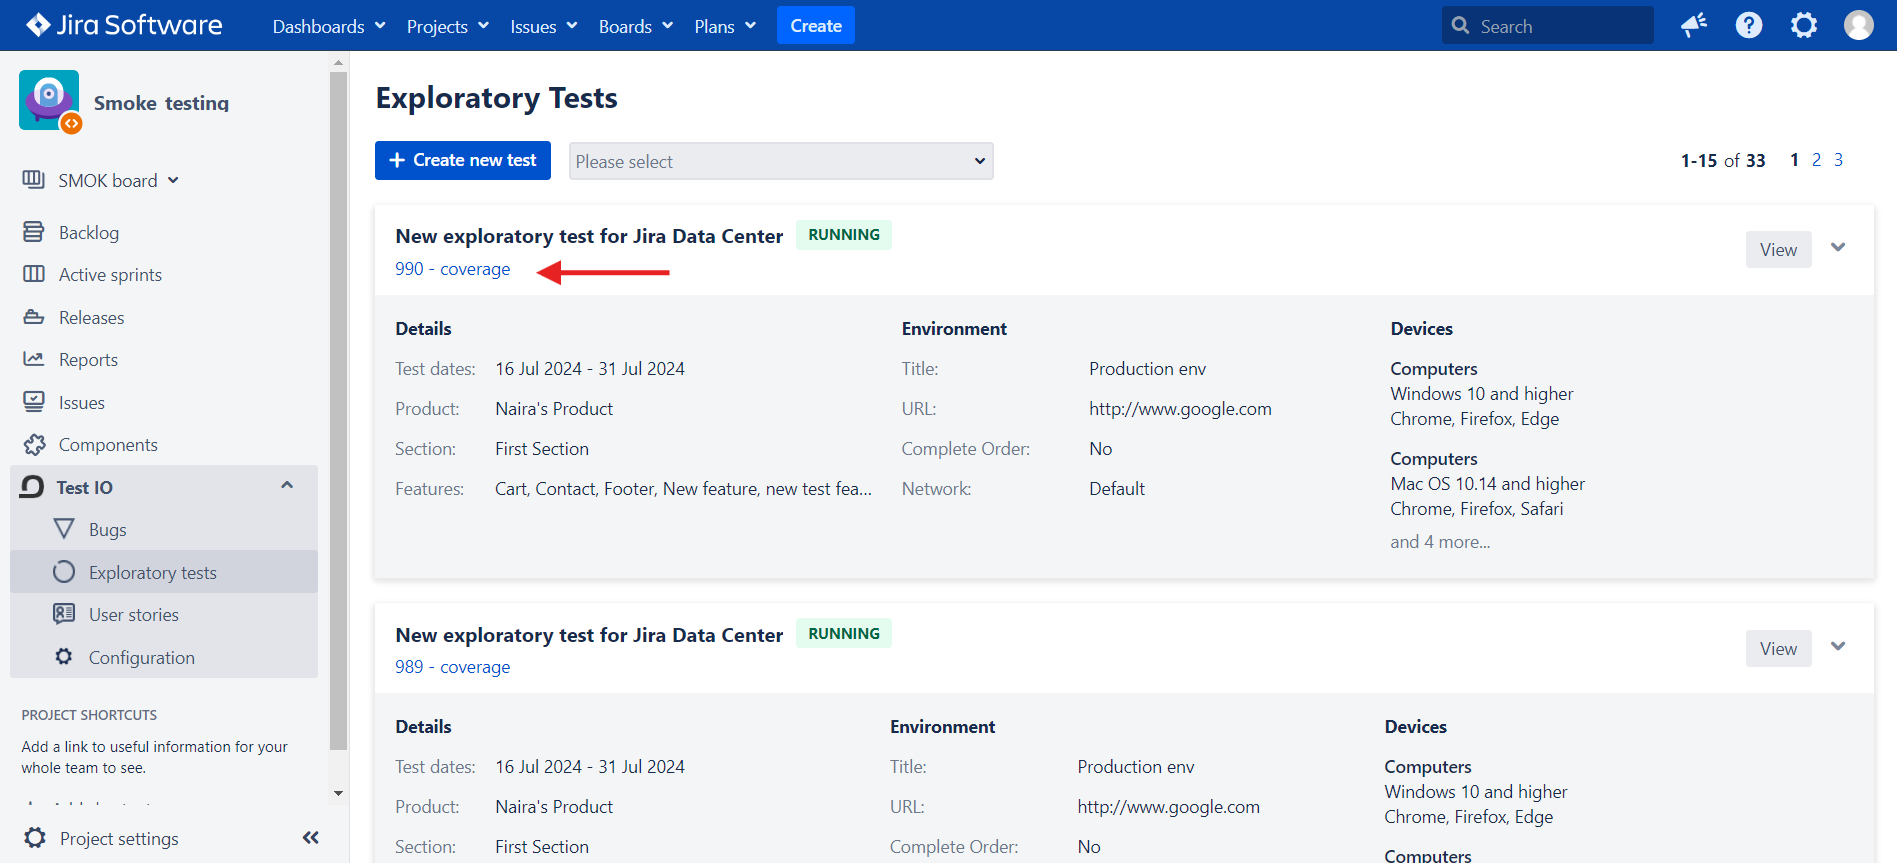 Jira Software Dashboards Projects Issues Boards Plans Create Search
Smoke testing
SMOK board
Backlog
Active sprints
Releases
Reports
Issues
Components
Test IO
Bugs
Exploratory tests
User stories
Configuration
PROJECT SHORTCUTS
Add a link to useful information for your
whole team to see.
Project settings
Exploratory Tests
Create new test Please select 1-15 of 33 1 2 3
New exploratory test for Jira Data Center RUNNING
990 - coverage
View
Details Environment Devices
Test dates: 16 Jul 2024 - 31 Jul 2024 Title: Production env Computers
Windows 10 and higher
Product: Naira's Product URL: http://www.google.com Chrome, Firefox, Edge
Section: First Section Complete Order: No Computers
Mac OS 10.14 and higher
Features: Cart, Contact, Footer, New feature, new test fea... Network: Default Chrome, Firefox, Safari
and 4 more...
New exploratory test for Jira Data Center RUNNING
989 - coverage
View
Details Environment Devices
Test dates: 16 Jul 2024 - 31 Jul 2024 Title: Production env Computers
Windows 10 and higher
Product: Naira's Product URL: http://www.google.com Chrome, Firefox, Edge
Section: First Section Complete Order: No Computers